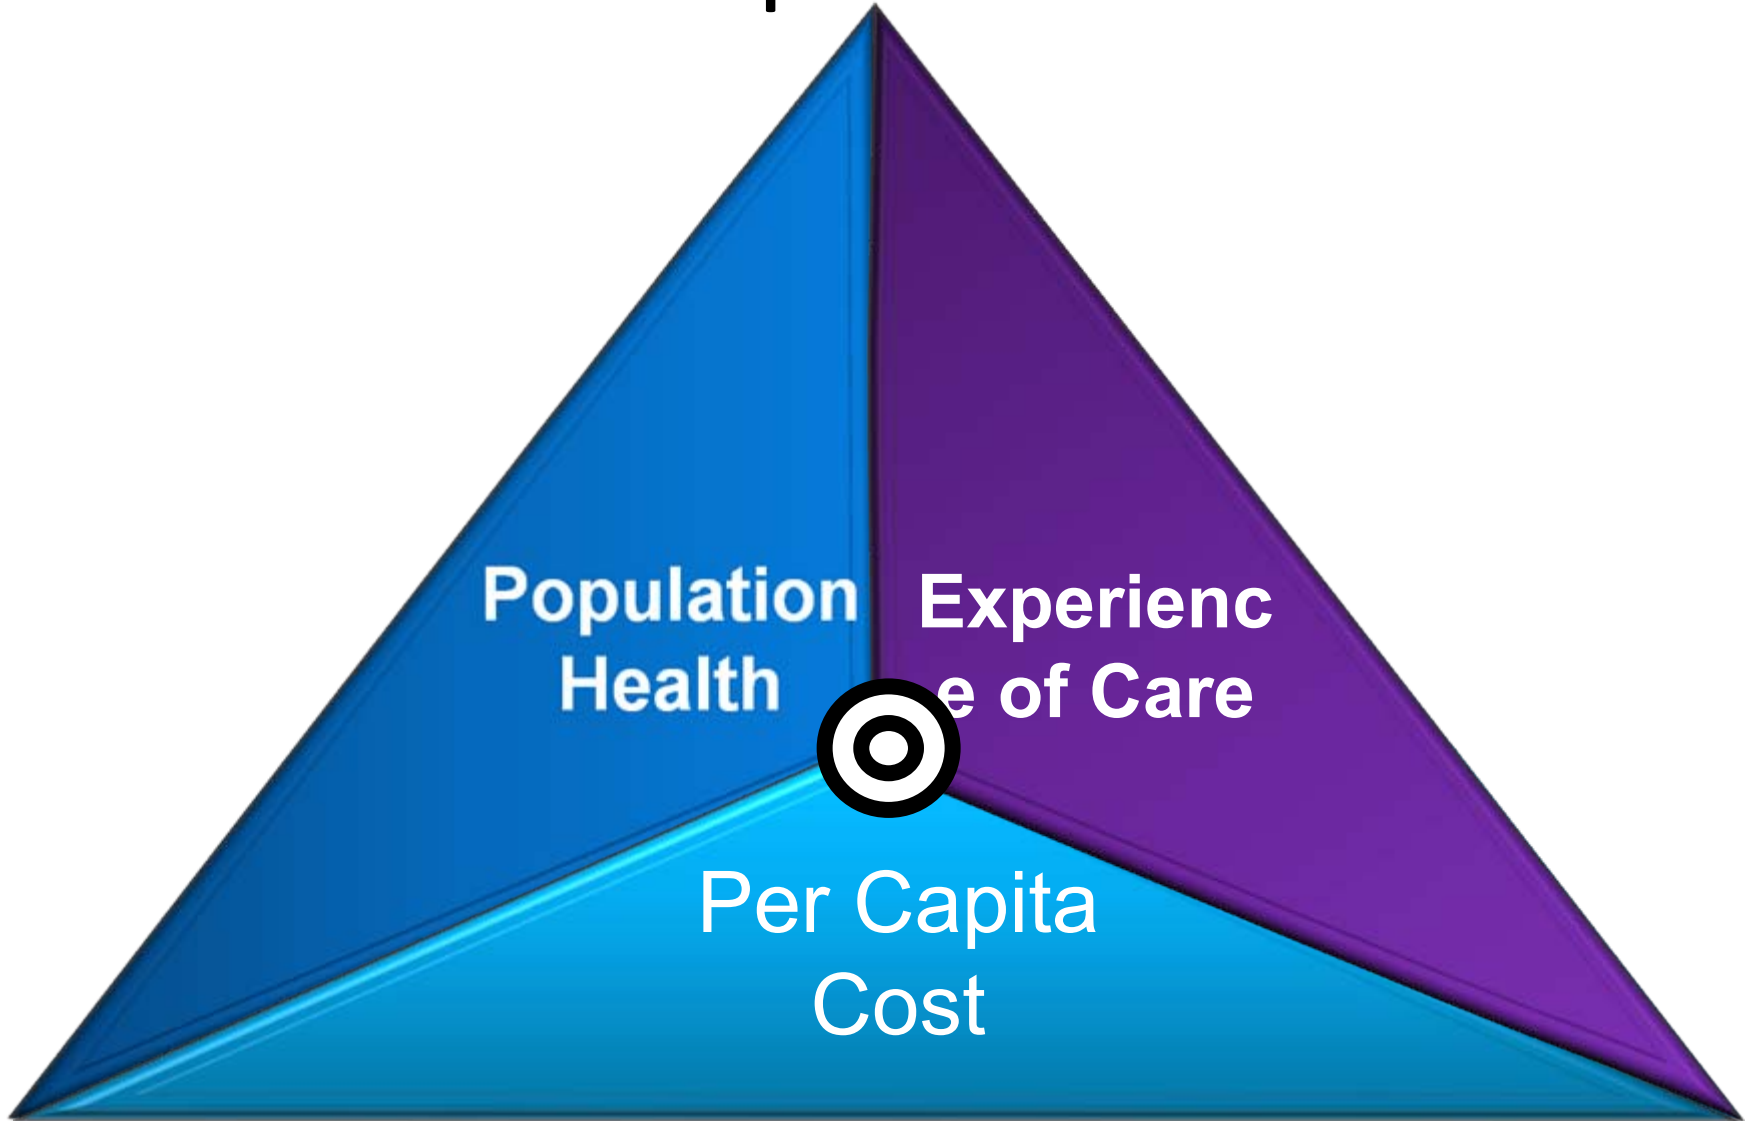 Population
Health
Experienc
e of Care
Per Capita
Cost